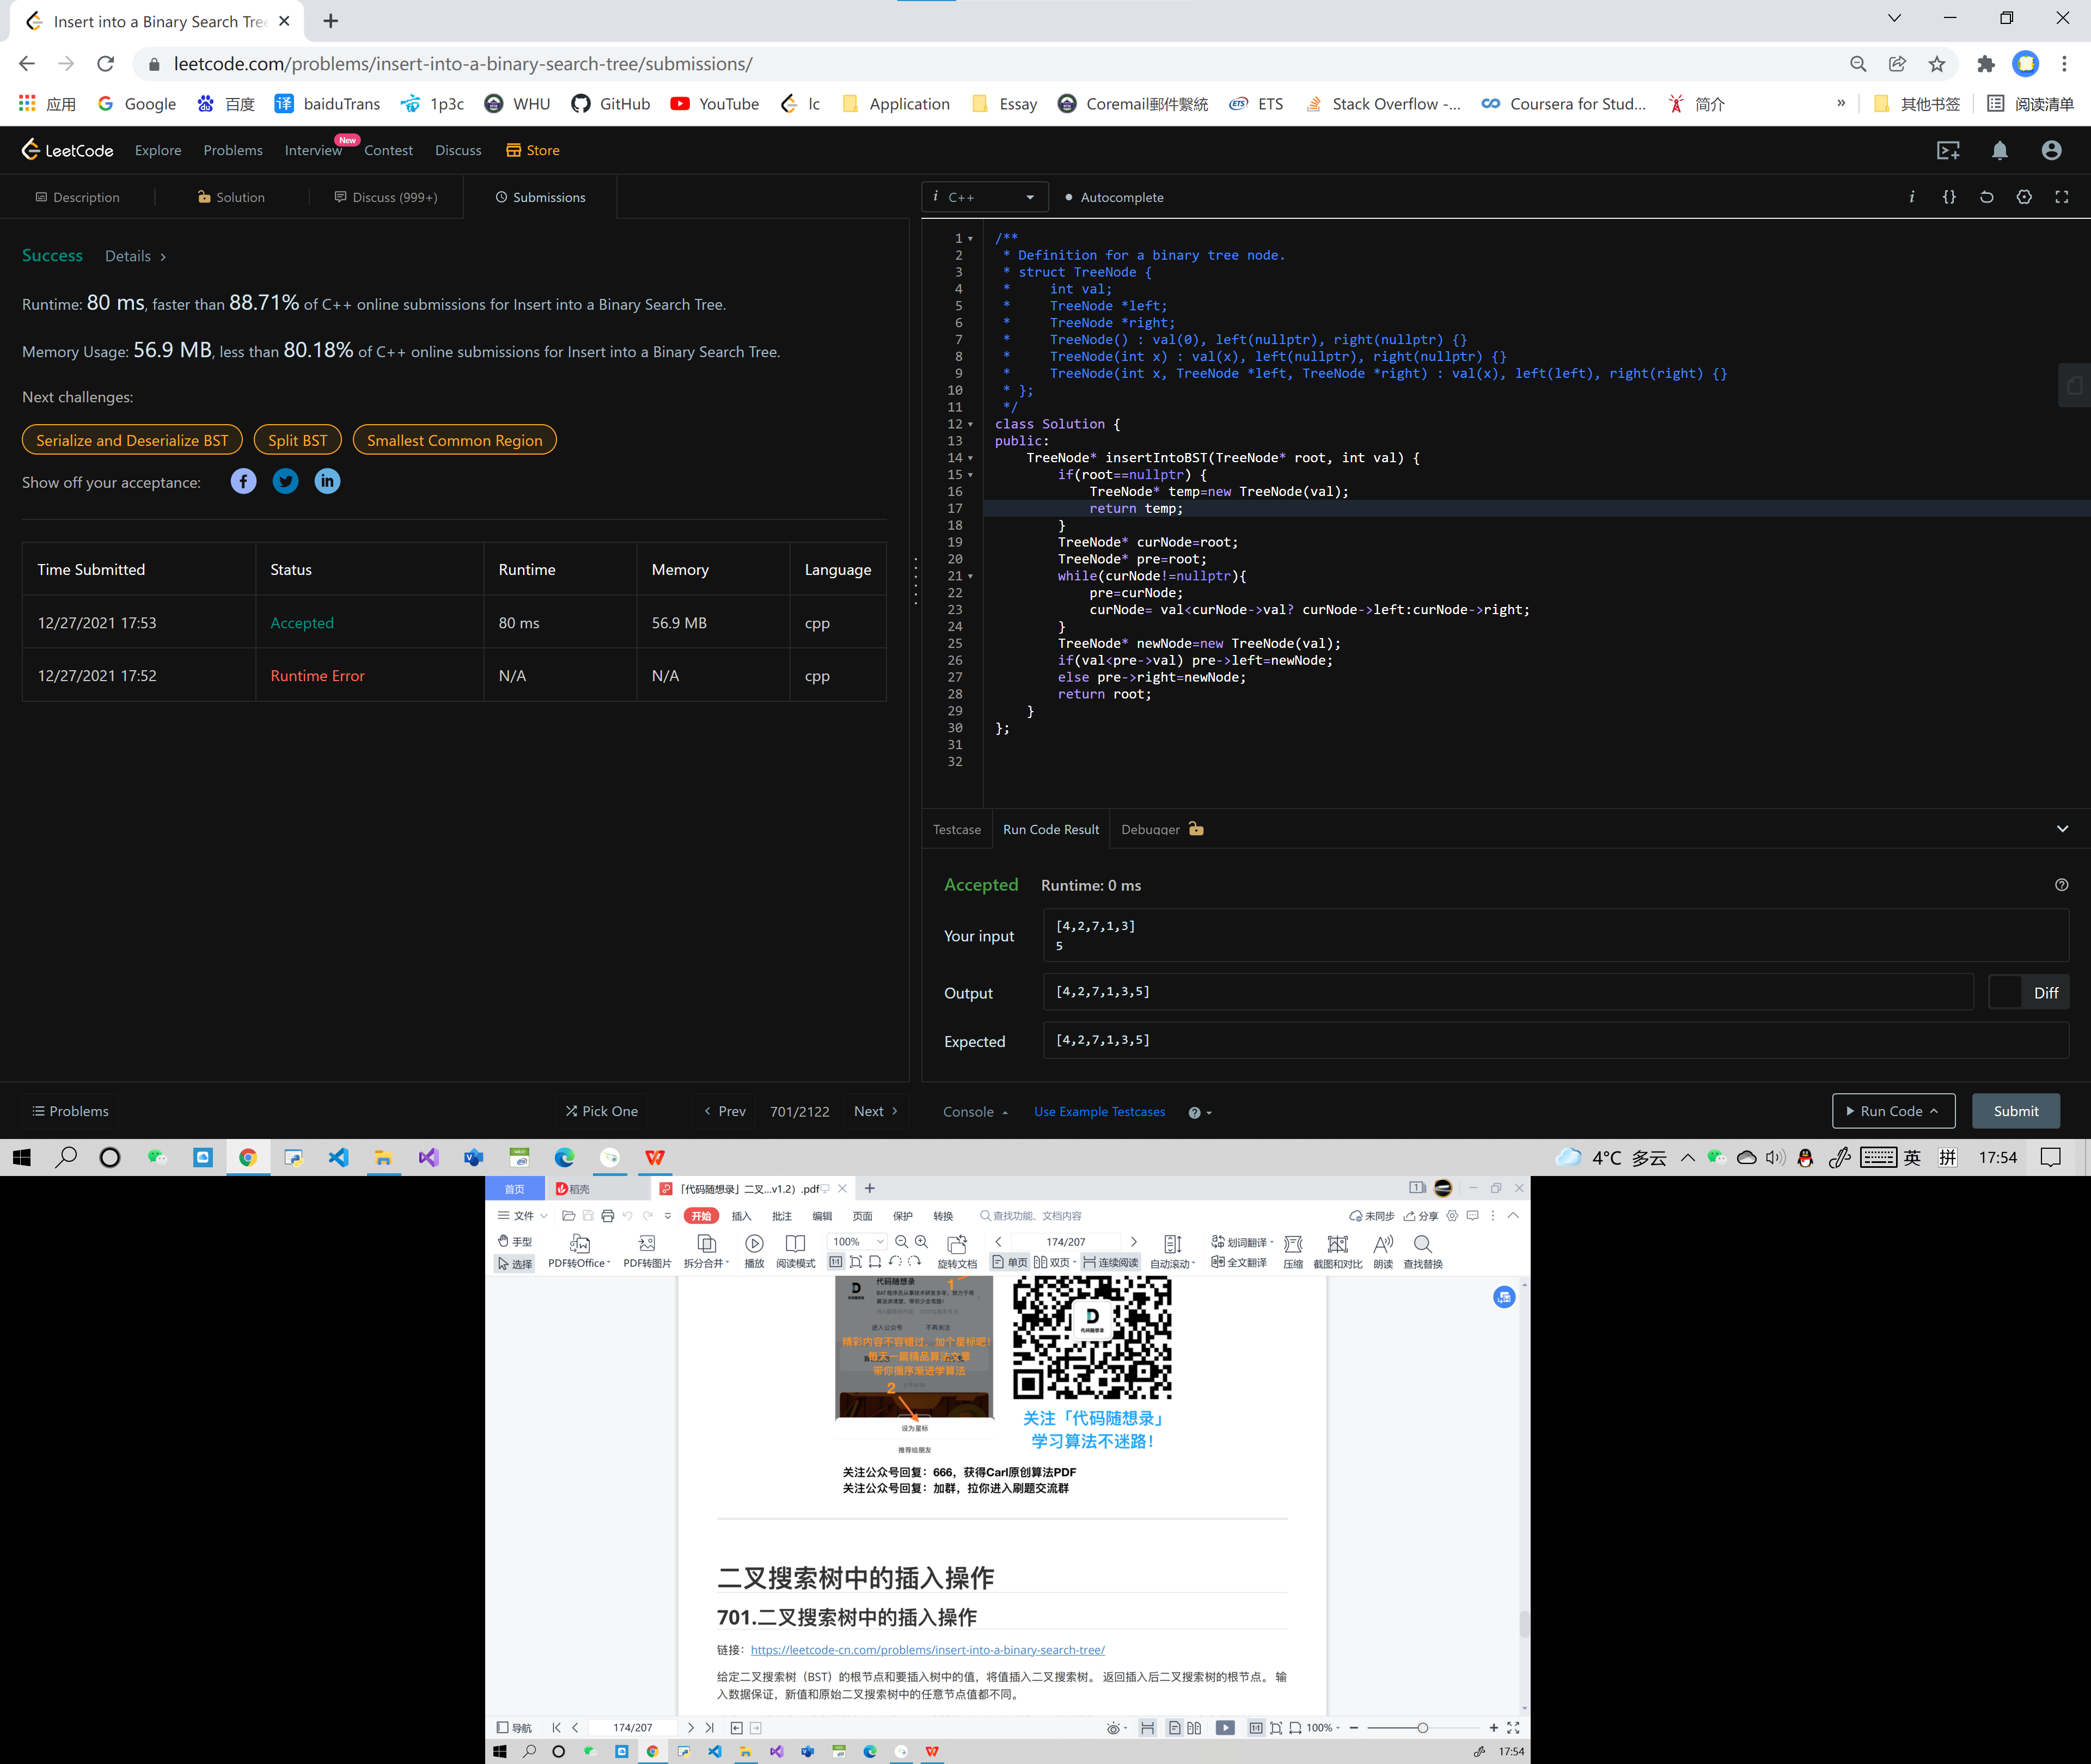 Insert into a Binary Search Tree
leetcode.com/problems/insert-into-a-binary-search-tree/submissions/
应用 Google 百度 baiduTrans 1p3c WHU GitHub YouTube lc Application Essay Coremail郵件繫統 ETS Stack Overflow -... Coursera for Stud... 简介 » 其他书签 阅读清单
LeetCode Explore Problems Interview New Contest Discuss Store
Description Solution Discuss (999+) Submissions
Success Details >
Runtime: 80 ms, faster than 88.71% of C++ online submissions for Insert into a Binary Search Tree.
Memory Usage: 56.9 MB, less than 80.18% of C++ online submissions for Insert into a Binary Search Tree.
Next challenges:
Serialize and Deserialize BST Split BST Smallest Common Region
Show off your acceptance:
Time Submitted Status Runtime Memory Language
12/27/2021 17:53 Accepted 80 ms 56.9 MB cpp
12/27/2021 17:52 Runtime Error N/A N/A cpp
i C++ Autocomplete
1 /**
2 * Definition for a binary tree node.
3 * struct TreeNode {
4 * int val;
5 * TreeNode *left;
6 * TreeNode *right;
7 * TreeNode() : val(0), left(nullptr), right(nullptr) {}
8 * TreeNode(int x) : val(x), left(nullptr), right(nullptr) {}
9 * TreeNode(int x, TreeNode *left, TreeNode *right) : val(x), left(left), right(right) {}
10 * };
11 */
12 class Solution {
13 public:
14 TreeNode* insertIntoBST(TreeNode* root, int val) {
15 if(root==nullptr) {
16 TreeNode* temp=new TreeNode(val);
17 return temp;
18 }
19 TreeNode* curNode=root;
20 TreeNode* pre=root;
21 while(curNode!=nullptr){
22 pre=curNode;
23 curNode= val<curNode->val? curNode->left:curNode->right;
24 }
25 TreeNode* newNode=new TreeNode(val);
26 if(val<pre->val) pre->left=newNode;
27 else pre->right=newNode;
28 return root;
29 }
30 };
31
32
Testcase Run Code Result Debugger
Accepted Runtime: 0 ms
Your input
[4,2,7,1,3]
5
Output [4,2,7,1,3,5] Diff
Expected [4,2,7,1,3,5]
Problems Pick One Prev 701/2122 Next Console Use Example Testcases Run Code Submit
4°C 多云 英 拼 17:54
首页 稻壳 「代码随想录」二叉...v1.2）.pdf
文件 开始 插入 批注 编辑 页面 保护 转换 查找功能、文档内容 未同步 分享
手型 100% 174/207 划词翻译
选择 PDF转Office PDF转图片 拆分合并 播放 阅读模式 旋转文档 单页 双页 连续阅读 自动滚动 全文翻译 压缩 截图和对比 朗读 查找替换
代码随想录
进入公众号 不再关注
精彩内容不容错过，加个星标吧！
每天一篇精品算法文章
带你循序渐进学算法
1
2
设为星标
推荐给朋友
代码随想录
关注「代码随想录」
学习算法不迷路！
关注公众号回复：666，获得Carl原创算法PDF
关注公众号回复：加群，拉你进入刷题交流群
二叉搜索树中的插入操作
701.二叉搜索树中的插入操作
链接：https://leetcode-cn.com/problems/insert-into-a-binary-search-tree/
给定二叉搜索树（BST）的根节点和要插入树中的值，将值插入二叉搜索树。 返回插入后二叉搜索树的根节点。 输
入数据保证，新值和原始二叉搜索树中的任意节点值都不同。
导航 174/207 100%
17:54